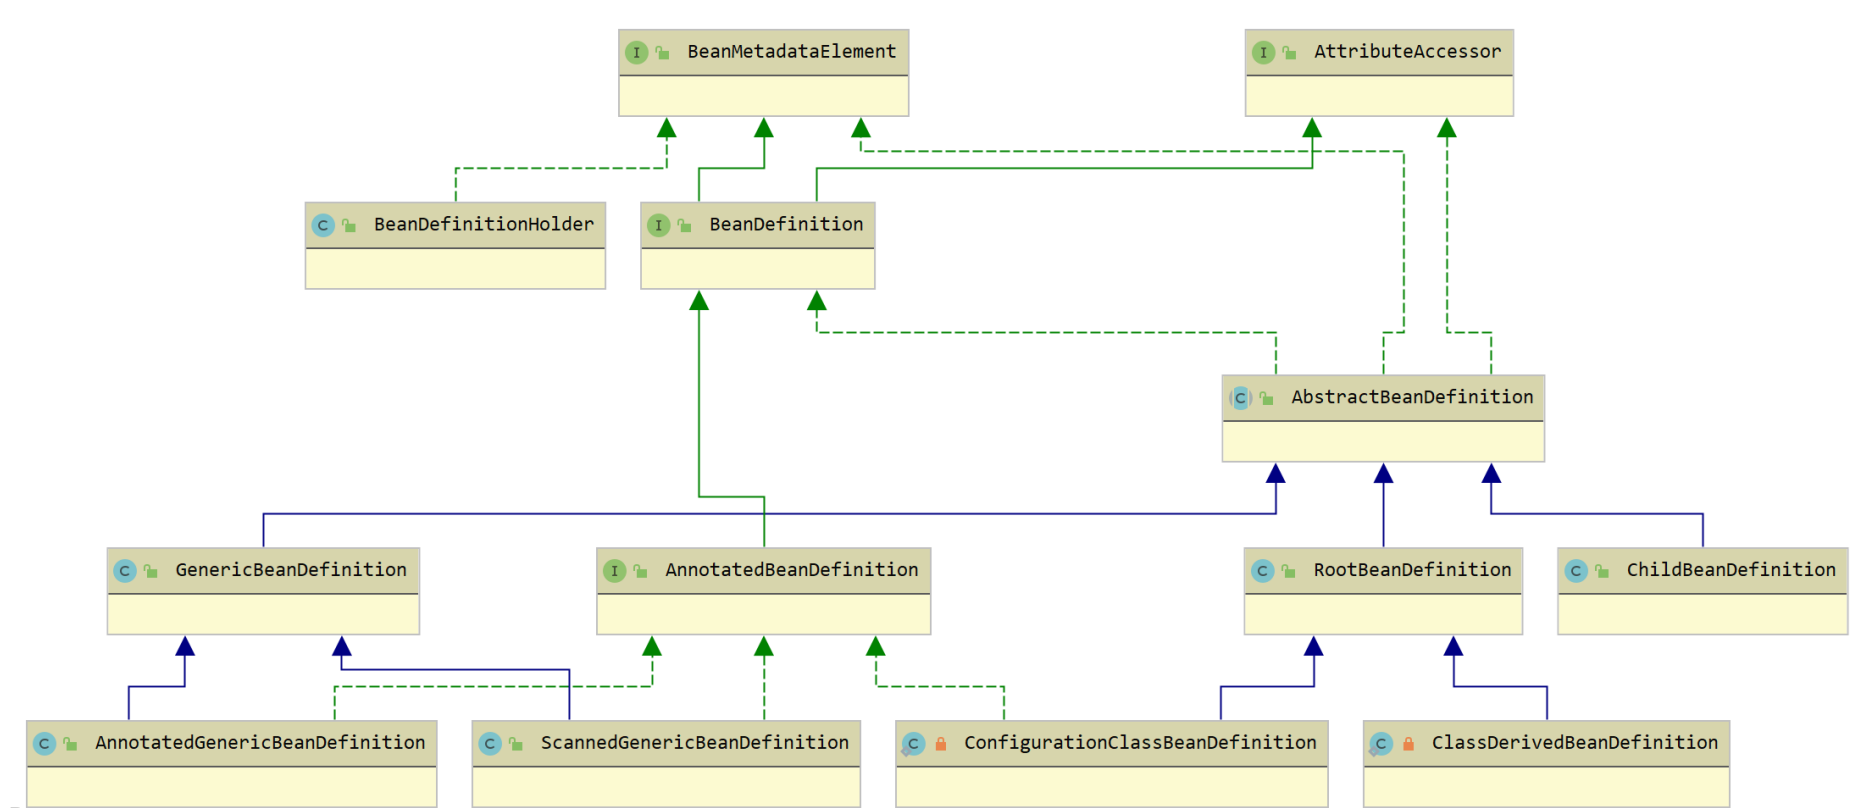 I BeanMetadataElement
I AttributeAccessor
C BeanDefinitionHolder
I BeanDefinition
C AbstractBeanDefinition
C GenericBeanDefinition
I AnnotatedBeanDefinition
C RootBeanDefinition
C ChildBeanDefinition
C AnnotatedGenericBeanDefinition
C ScannedGenericBeanDefinition
C ConfigurationClassBeanDefinition
C ClassDerivedBeanDefinition